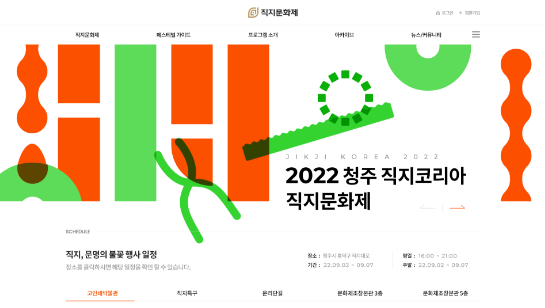 직지문화제
로그인 회원가입
직지문화제 페스티벌 가이드 프로그램 소개 아카이브 뉴스/커뮤니티
JIKJI KOREA 2022
2022 청주 직지코리아
직지문화제
SCHEDULE
직지, 문명의 불꽃 행사 일정
장소를 클릭하시면 해당 일정을 확인 할 수 있습니다.
장소 : 청주시 흥덕구 직지대로
기간 : 22.09.02 ~ 09.07
평일 : 16:00 ~ 21:00
주말 : 22.09.02 ~ 09.07
고인쇄박물관 직지특구 운리단길 문화제조창본관 3층 문화제조창본관 5층